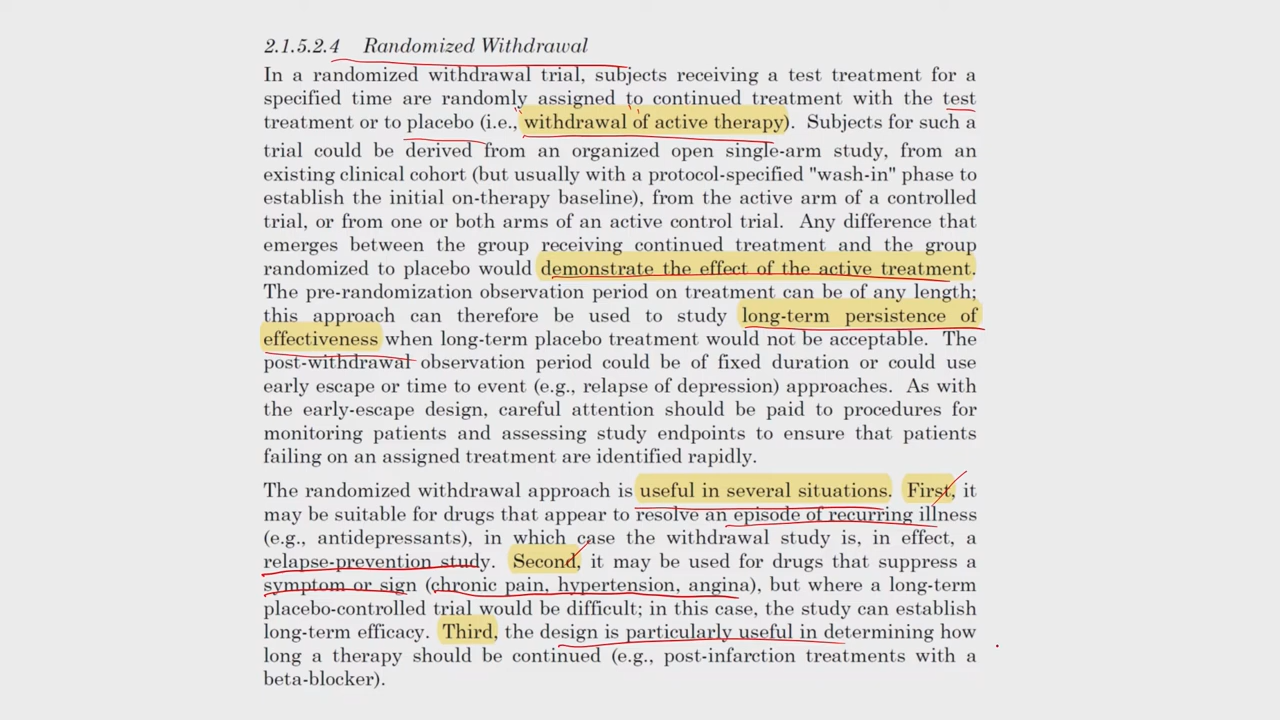 2.1.5.2.4 Randomized Withdrawal
In a randomized withdrawal trial, subjects receiving a test treatment for a
specified time are randomly assigned to continued treatment with the test
treatment or to placebo (i.e., withdrawal of active therapy). Subjects for such a
trial could be derived from an organized open single-arm study, from an
existing clinical cohort (but usually with a protocol-specified "wash-in" phase to
establish the initial on-therapy baseline), from the active arm of a controlled
trial, or from one or both arms of an active control trial. Any difference that
emerges between the group receiving continued treatment and the group
randomized to placebo would demonstrate the effect of the active treatment.
The pre-randomization observation period on treatment can be of any length;
this approach can therefore be used to study long-term persistence of
effectiveness when long-term placebo treatment would not be acceptable. The
post-withdrawal observation period could be of fixed duration or could use
early escape or time to event (e.g., relapse of depression) approaches. As with
the early-escape design, careful attention should be paid to procedures for
monitoring patients and assessing study endpoints to ensure that patients
failing on an assigned treatment are identified rapidly.
The randomized withdrawal approach is useful in several situations. First, it
may be suitable for drugs that appear to resolve an episode of recurring illness
(e.g., antidepressants), in which case the withdrawal study is, in effect, a
relapse-prevention study. Second, it may be used for drugs that suppress a
symptom or sign (chronic pain, hypertension, angina), but where a long-term
placebo-controlled trial would be difficult; in this case, the study can establish
long-term efficacy. Third, the design is particularly useful in determining how
long a therapy should be continued (e.g., post-infarction treatments with a
beta-blocker).